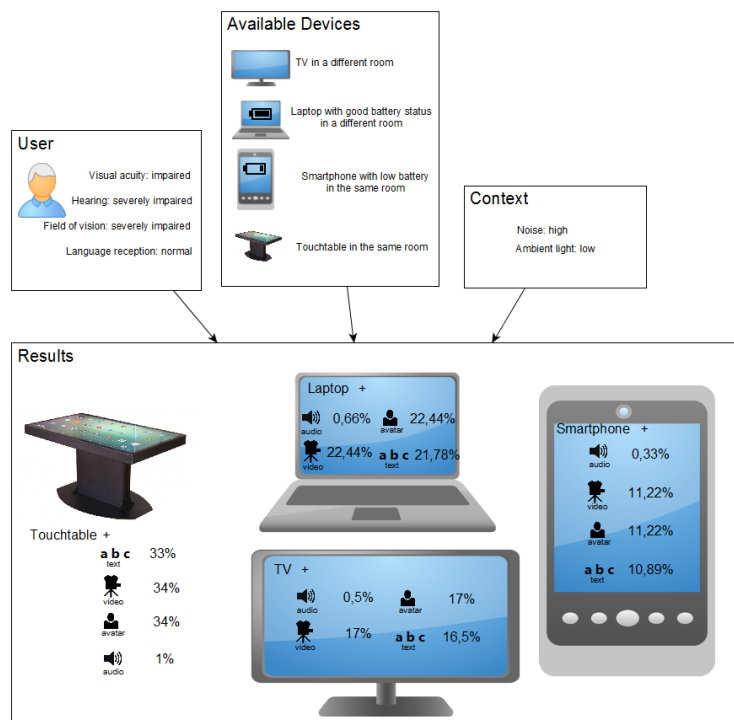 Available Devices
TV in a different room
Laptop with good battery status
in a different room
Smartphone with low battery
in the same room
Touchtable in the same room
User
Visual acuity: impaired
Hearing: severely impaired
Field of vision: severely impaired
Language reception: normal
Context
Noise: high
Ambient light: low
Results
Touchtable +
a b c 33%
text
34%
video
34%
avatar
1%
audio
Laptop +
0,66% 22,44%
audio avatar
22,44% a b c 21,78%
video text
TV +
0,5% 17%
audio avatar
17% a b c 16,5%
video text
Smartphone +
0,33%
audio
11,22%
video
11,22%
avatar
a b c 10,89%
text